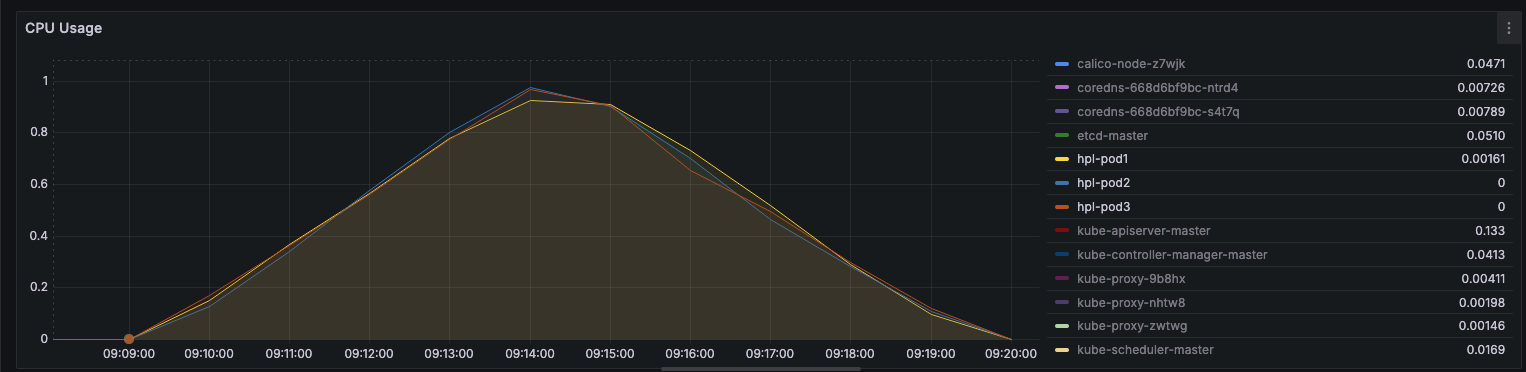 CPU Usage
1
0.8
0.6
0.4
0.2
0
09:09:00 09:10:00 09:11:00 09:12:00 09:13:00 09:14:00 09:15:00 09:16:00 09:17:00 09:18:00 09:19:00 09:20:00
calico-node-z7wjk 0.0471
coredns-668d6bf9bc-ntrd4 0.00726
coredns-668d6bf9bc-s4t7q 0.00789
etcd-master 0.0510
hpl-pod1 0.00161
hpl-pod2 0
hpl-pod3 0
kube-apiserver-master 0.133
kube-controller-manager-master 0.0413
kube-proxy-9b8hx 0.00411
kube-proxy-nhtw8 0.00198
kube-proxy-zwtwg 0.00146
kube-scheduler-master 0.0169